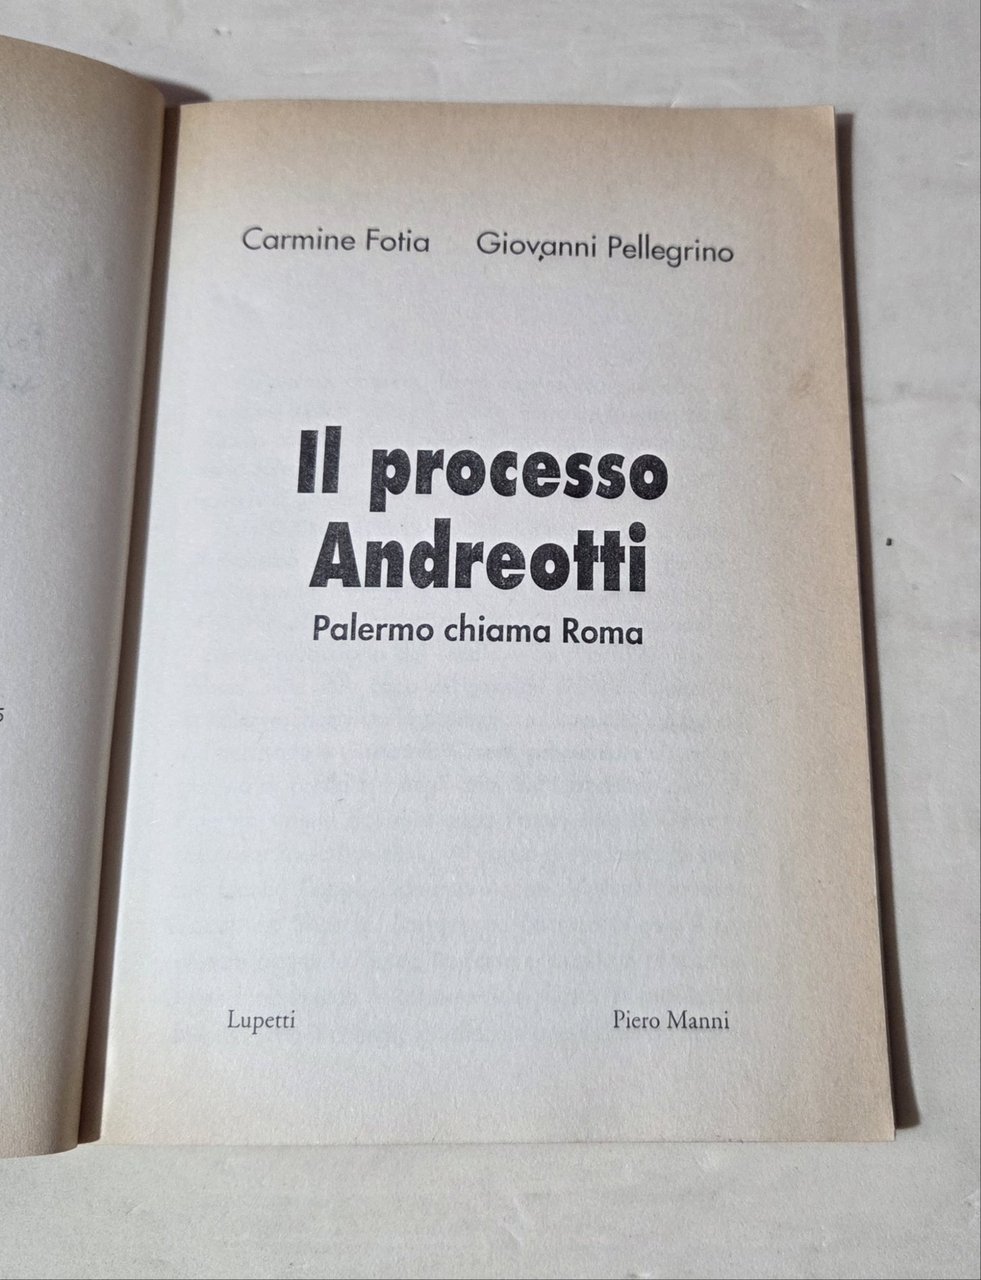 Carmine Fotia Giovanni Pellegrino
Il processo
Andreotti
Palermo chiama Roma
Lupetti Piero Manni